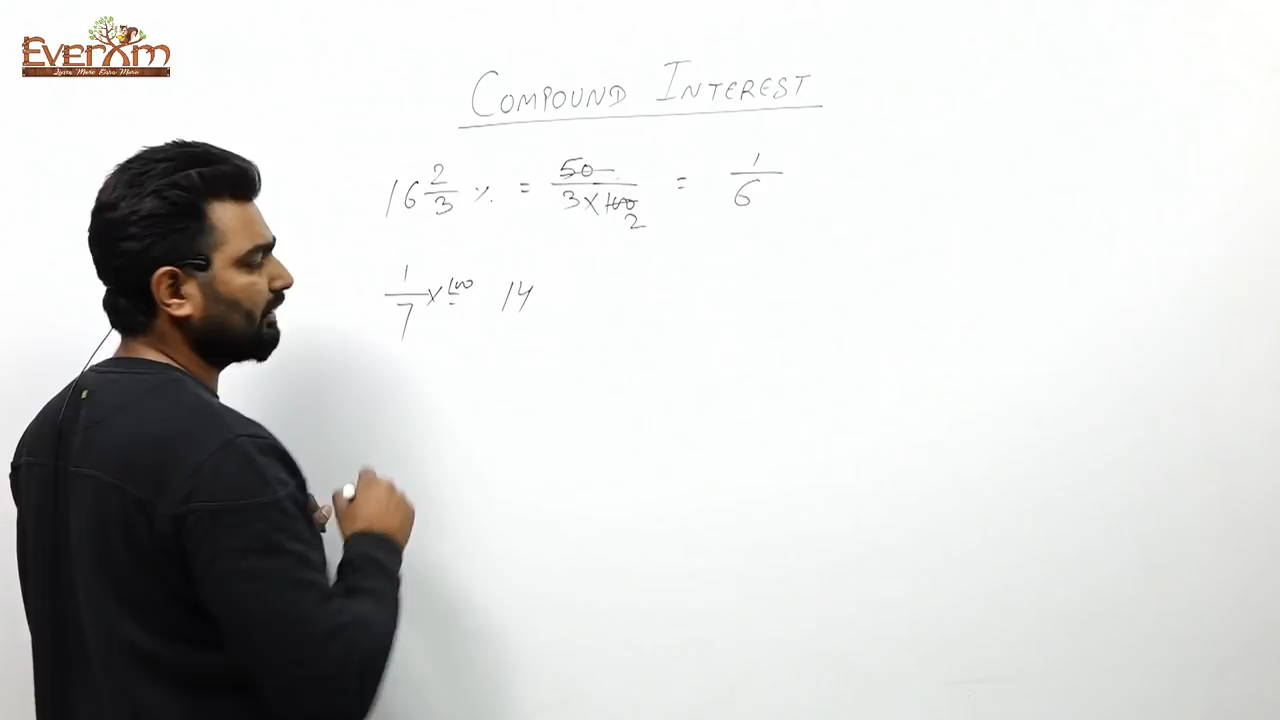 EverAm
Learn More Earn More
COMPOUND INTEREST
16 2/3 % = 50/3×100 2 = 1/6
1/7 × 100 14